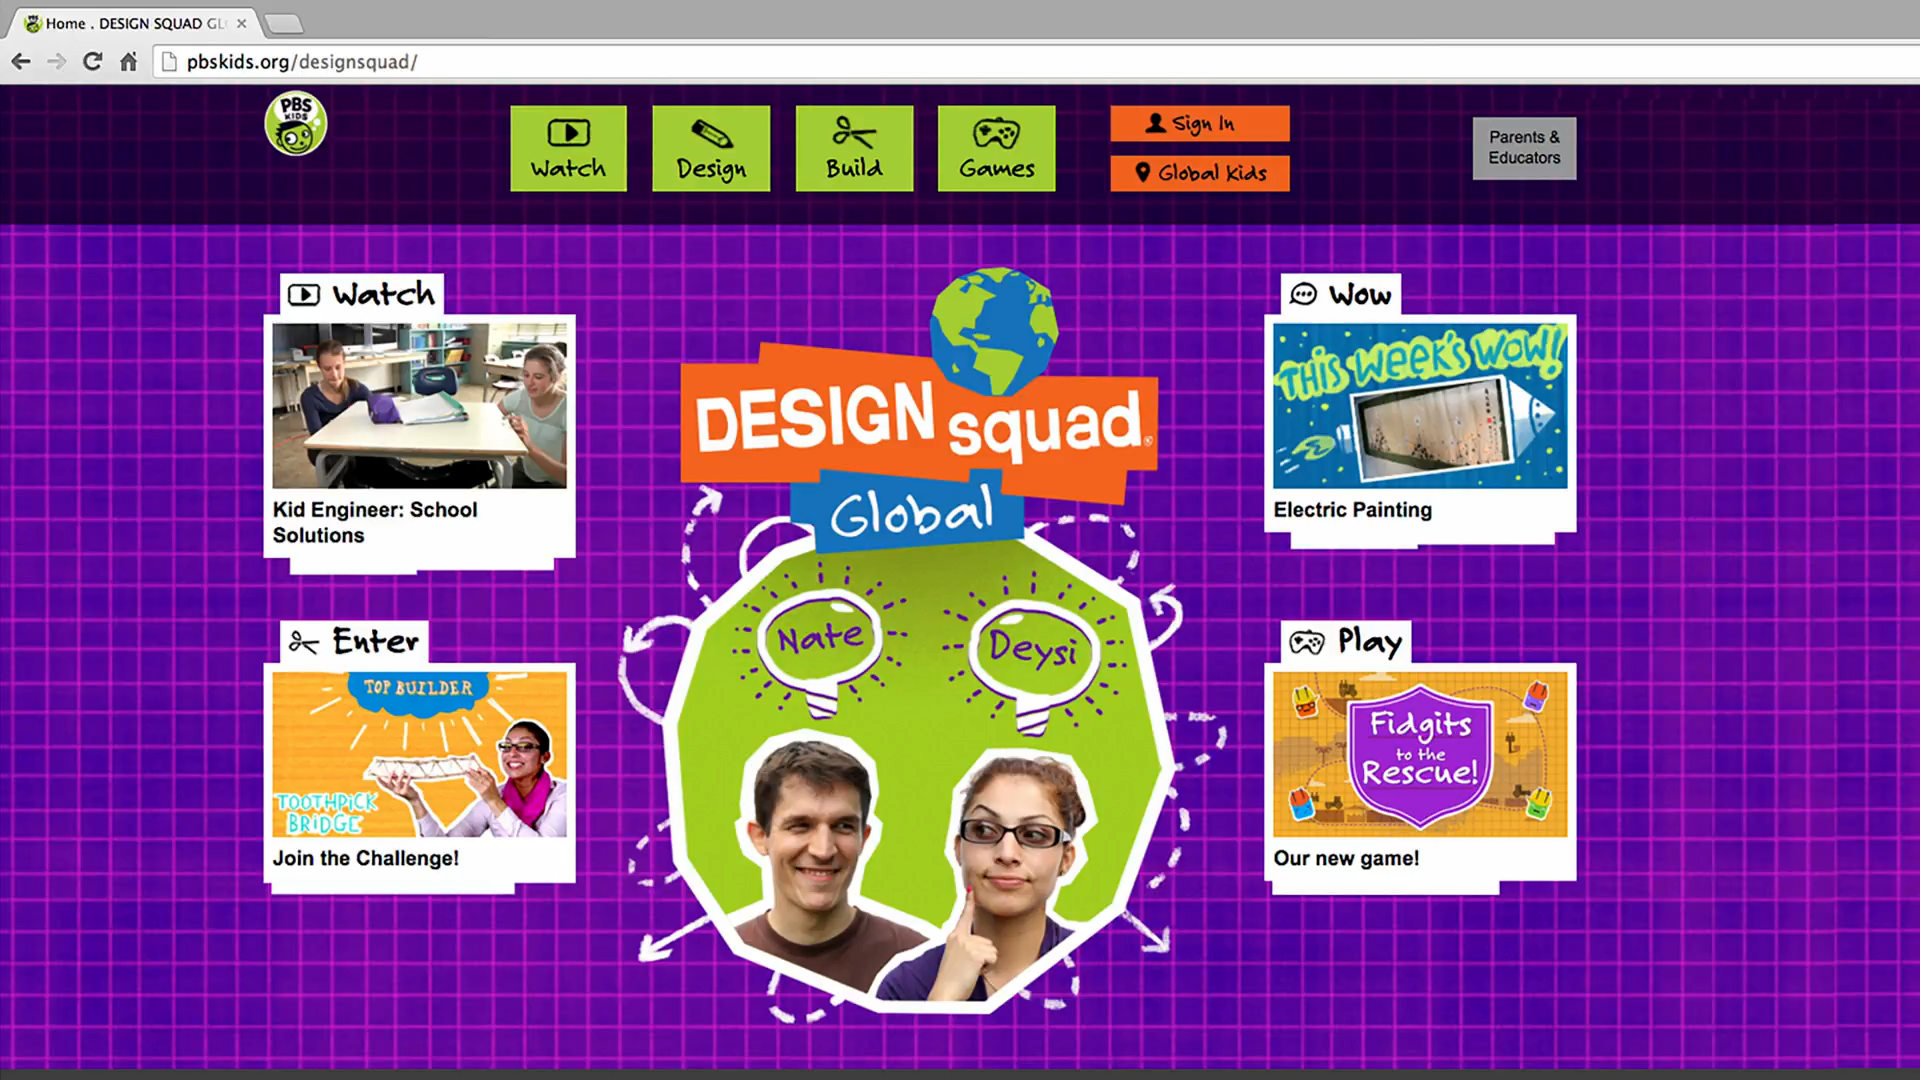 Home . DESIGN SQUAD GL
pbskids.org/designsquad/
PBS
KIDS
Watch
Design
Build
Games
Sign In
Global Kids
Parents &
Educators
Watch
Kid Engineer: School
Solutions
Enter
TOP BUILDER
TOOTHPICK
BRIDGE
Join the Challenge!
DESIGN squad
Global
Nate
Deysi
Wow
THIS WEEK'S WOW!
Electric Painting
Play
Fidgits
to the
Rescue!
Our new game!